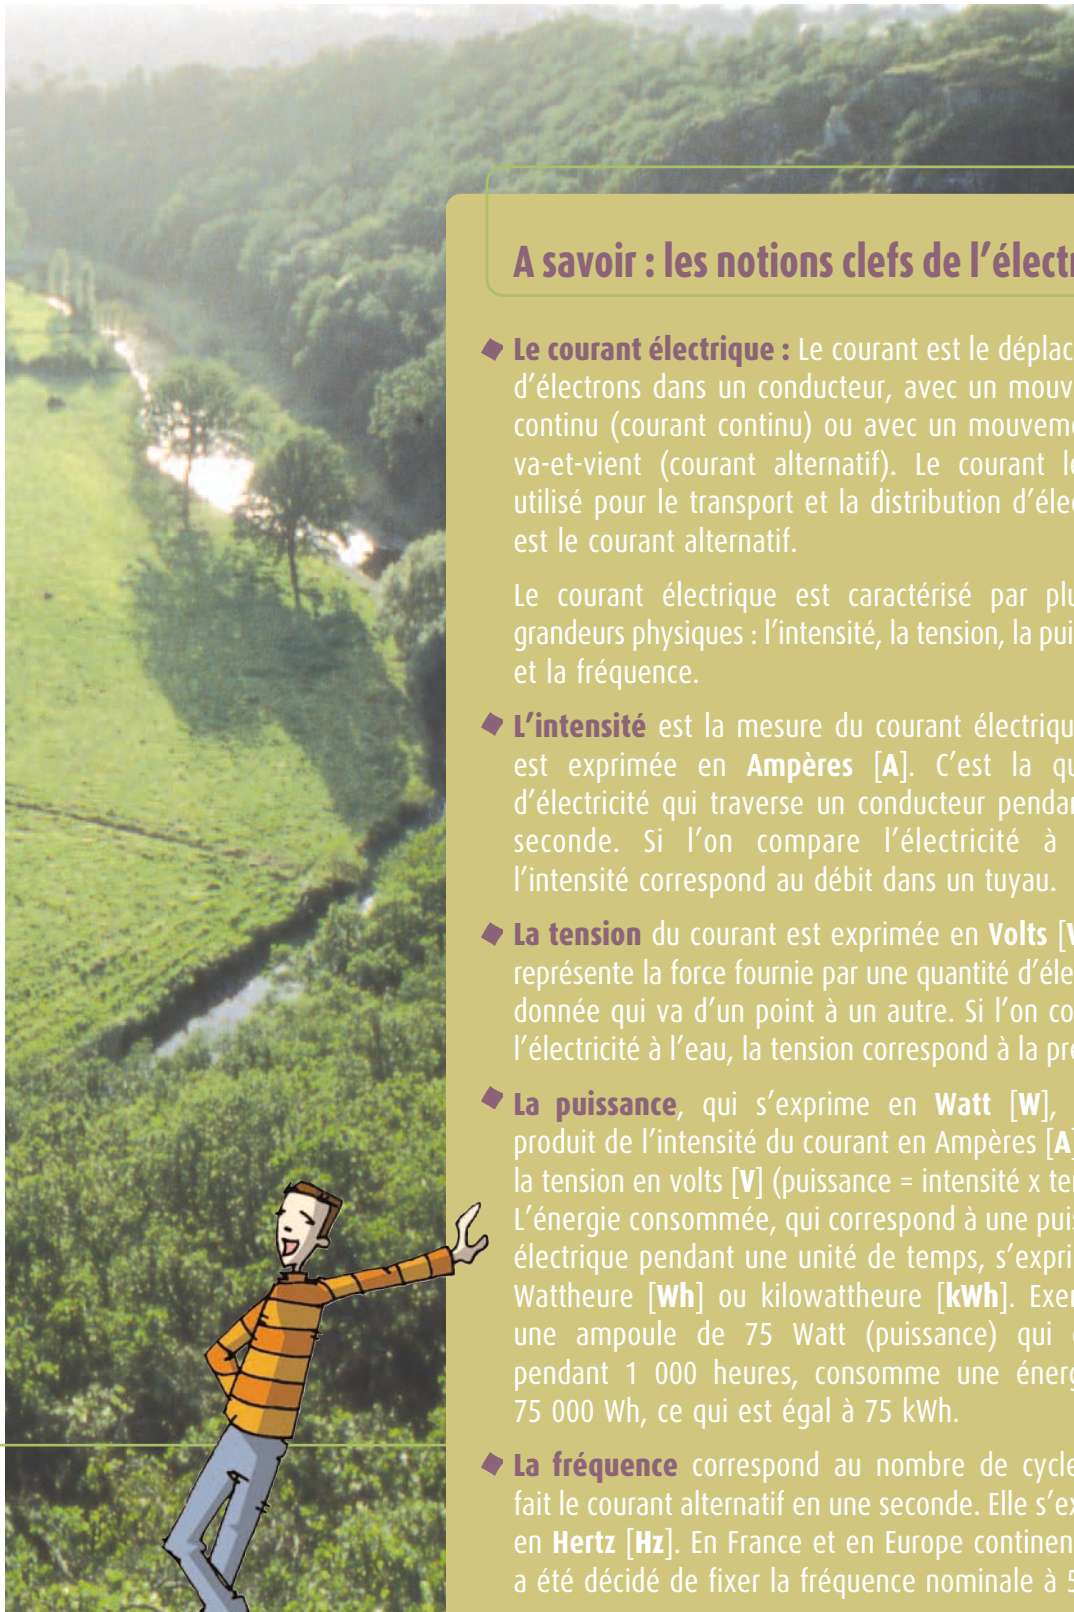 A savoir : les notions clefs de l’électr
Le courant électrique : Le courant est le déplac
d’électrons dans un conducteur, avec un mouv
continu (courant continu) ou avec un mouveme
va-et-vient (courant alternatif). Le courant le
utilisé pour le transport et la distribution d’élec
est le courant alternatif.
Le courant électrique est caractérisé par plu
grandeurs physiques : l’intensité, la tension, la pui
et la fréquence.
L’intensité est la mesure du courant électriqu
est exprimée en Ampères [A]. C’est la qu
d’électricité qui traverse un conducteur pendan
seconde. Si l’on compare l’électricité à
l’intensité correspond au débit dans un tuyau.
La tension du courant est exprimée en Volts [V
représente la force fournie par une quantité d’éle
donnée qui va d’un point à un autre. Si l’on co
l’électricité à l’eau, la tension correspond à la pre
La puissance, qui s’exprime en Watt [W],
produit de l’intensité du courant en Ampères [A]
la tension en volts [V] (puissance = intensité x te
L’énergie consommée, qui correspond à une puis
électrique pendant une unité de temps, s’expri
Wattheure [Wh] ou kilowattheure [kWh]. Exem
une ampoule de 75 Watt (puissance) qui
pendant 1 000 heures, consomme une énerg
75 000 Wh, ce qui est égal à 75 kWh.
La fréquence correspond au nombre de cycle
fait le courant alternatif en une seconde. Elle s’ex
en Hertz [Hz]. En France et en Europe continen
a été décidé de fixer la fréquence nominale à 5